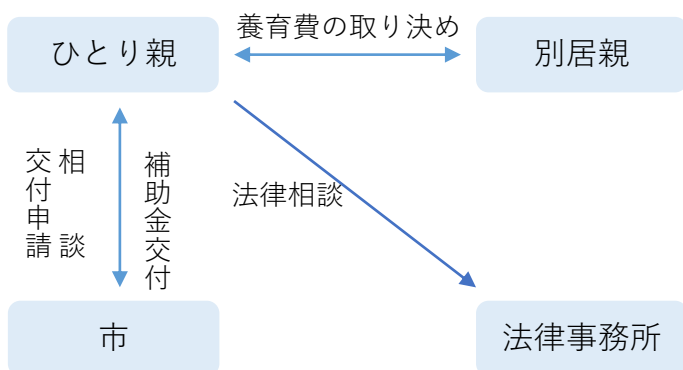 養育費の取り決め
ひとり親
別居親
相談
交付申請
補助金交付
法律相談
市
法律事務所